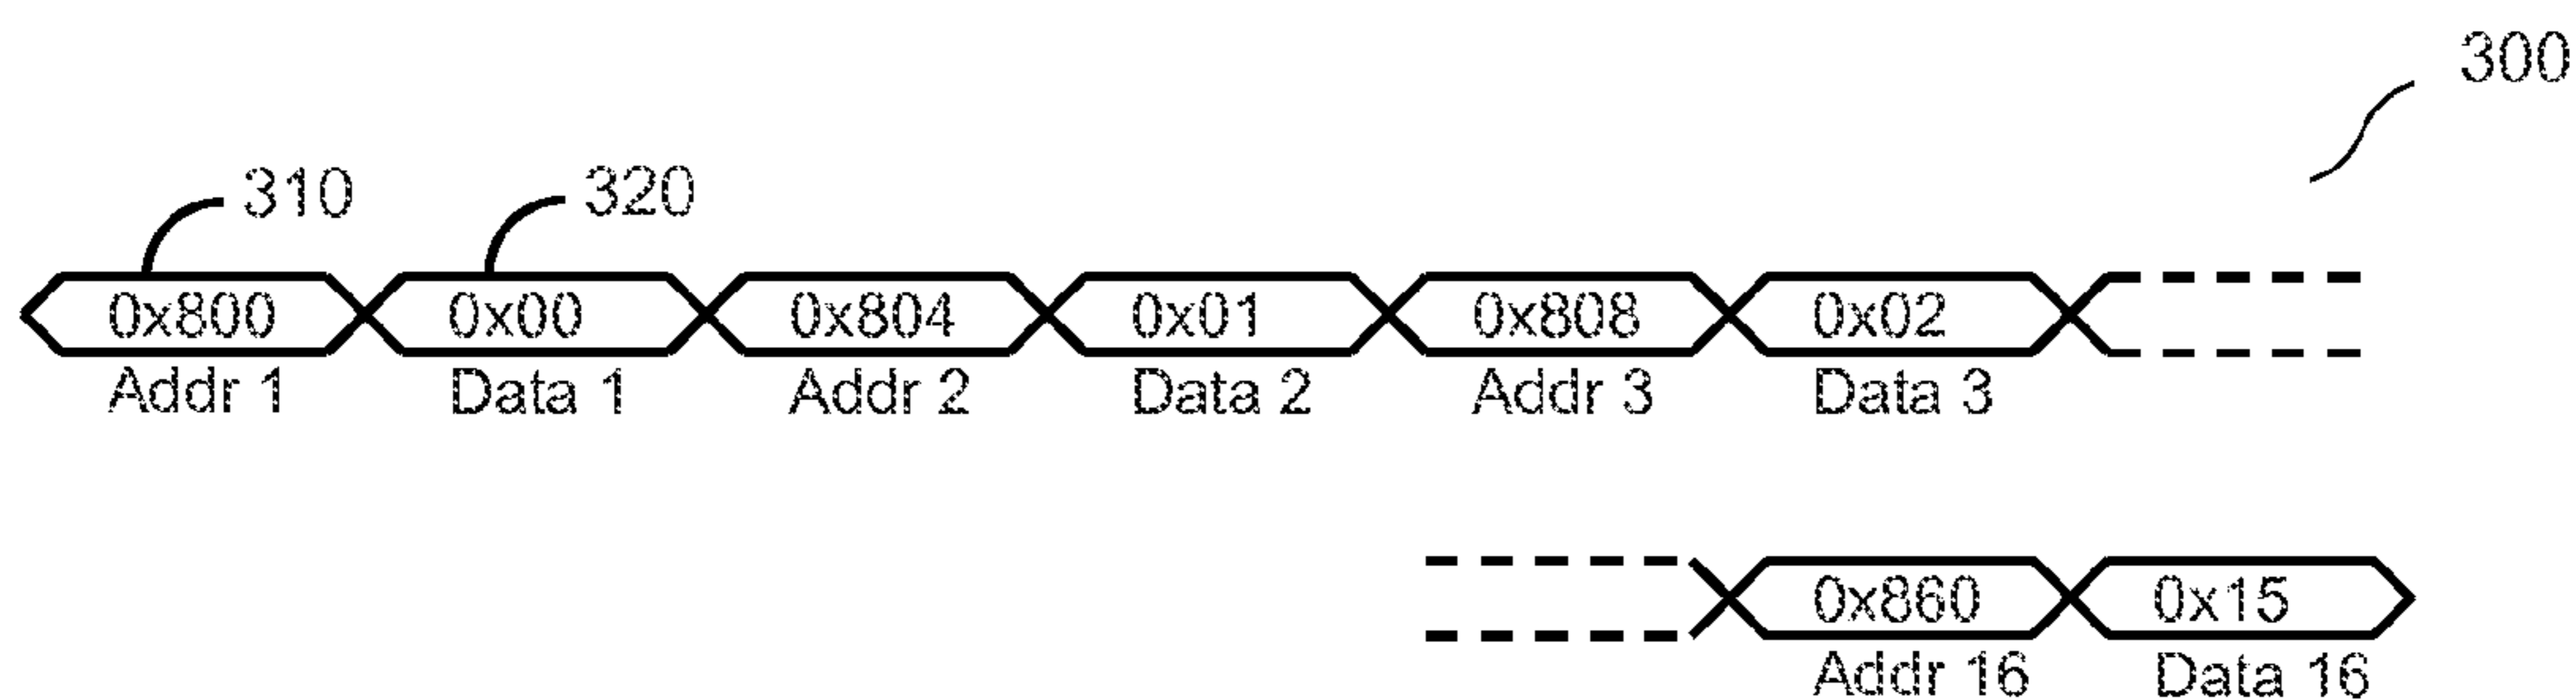 300
310 320
0x800 0x00 0x804 0x01 0x808 0x02
Addr 1 Data 1 Addr 2 Data 2 Addr 3 Data 3
0x860 0x15
Addr 16 Data 16